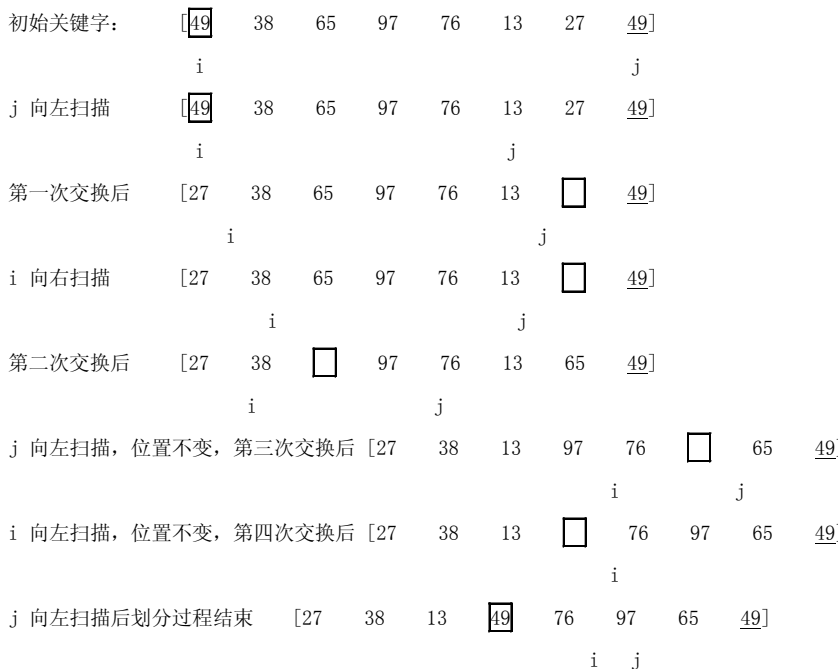 初始关键字： [49 38 65 97 76 13 27 49]
i j
j 向左扫描 [49 38 65 97 76 13 27 49]
i j
第一次交换后 [27 38 65 97 76 13 49]
i j
i 向右扫描 [27 38 65 97 76 13 49]
i j
第二次交换后 [27 38 97 76 13 65 49]
i j
j 向左扫描，位置不变，第三次交换后 [27 38 13 97 76 65 49]
i j
i 向左扫描，位置不变，第四次交换后 [27 38 13 76 97 65 49]
i
j 向左扫描后划分过程结束 [27 38 13 49 76 97 65 49]
i j